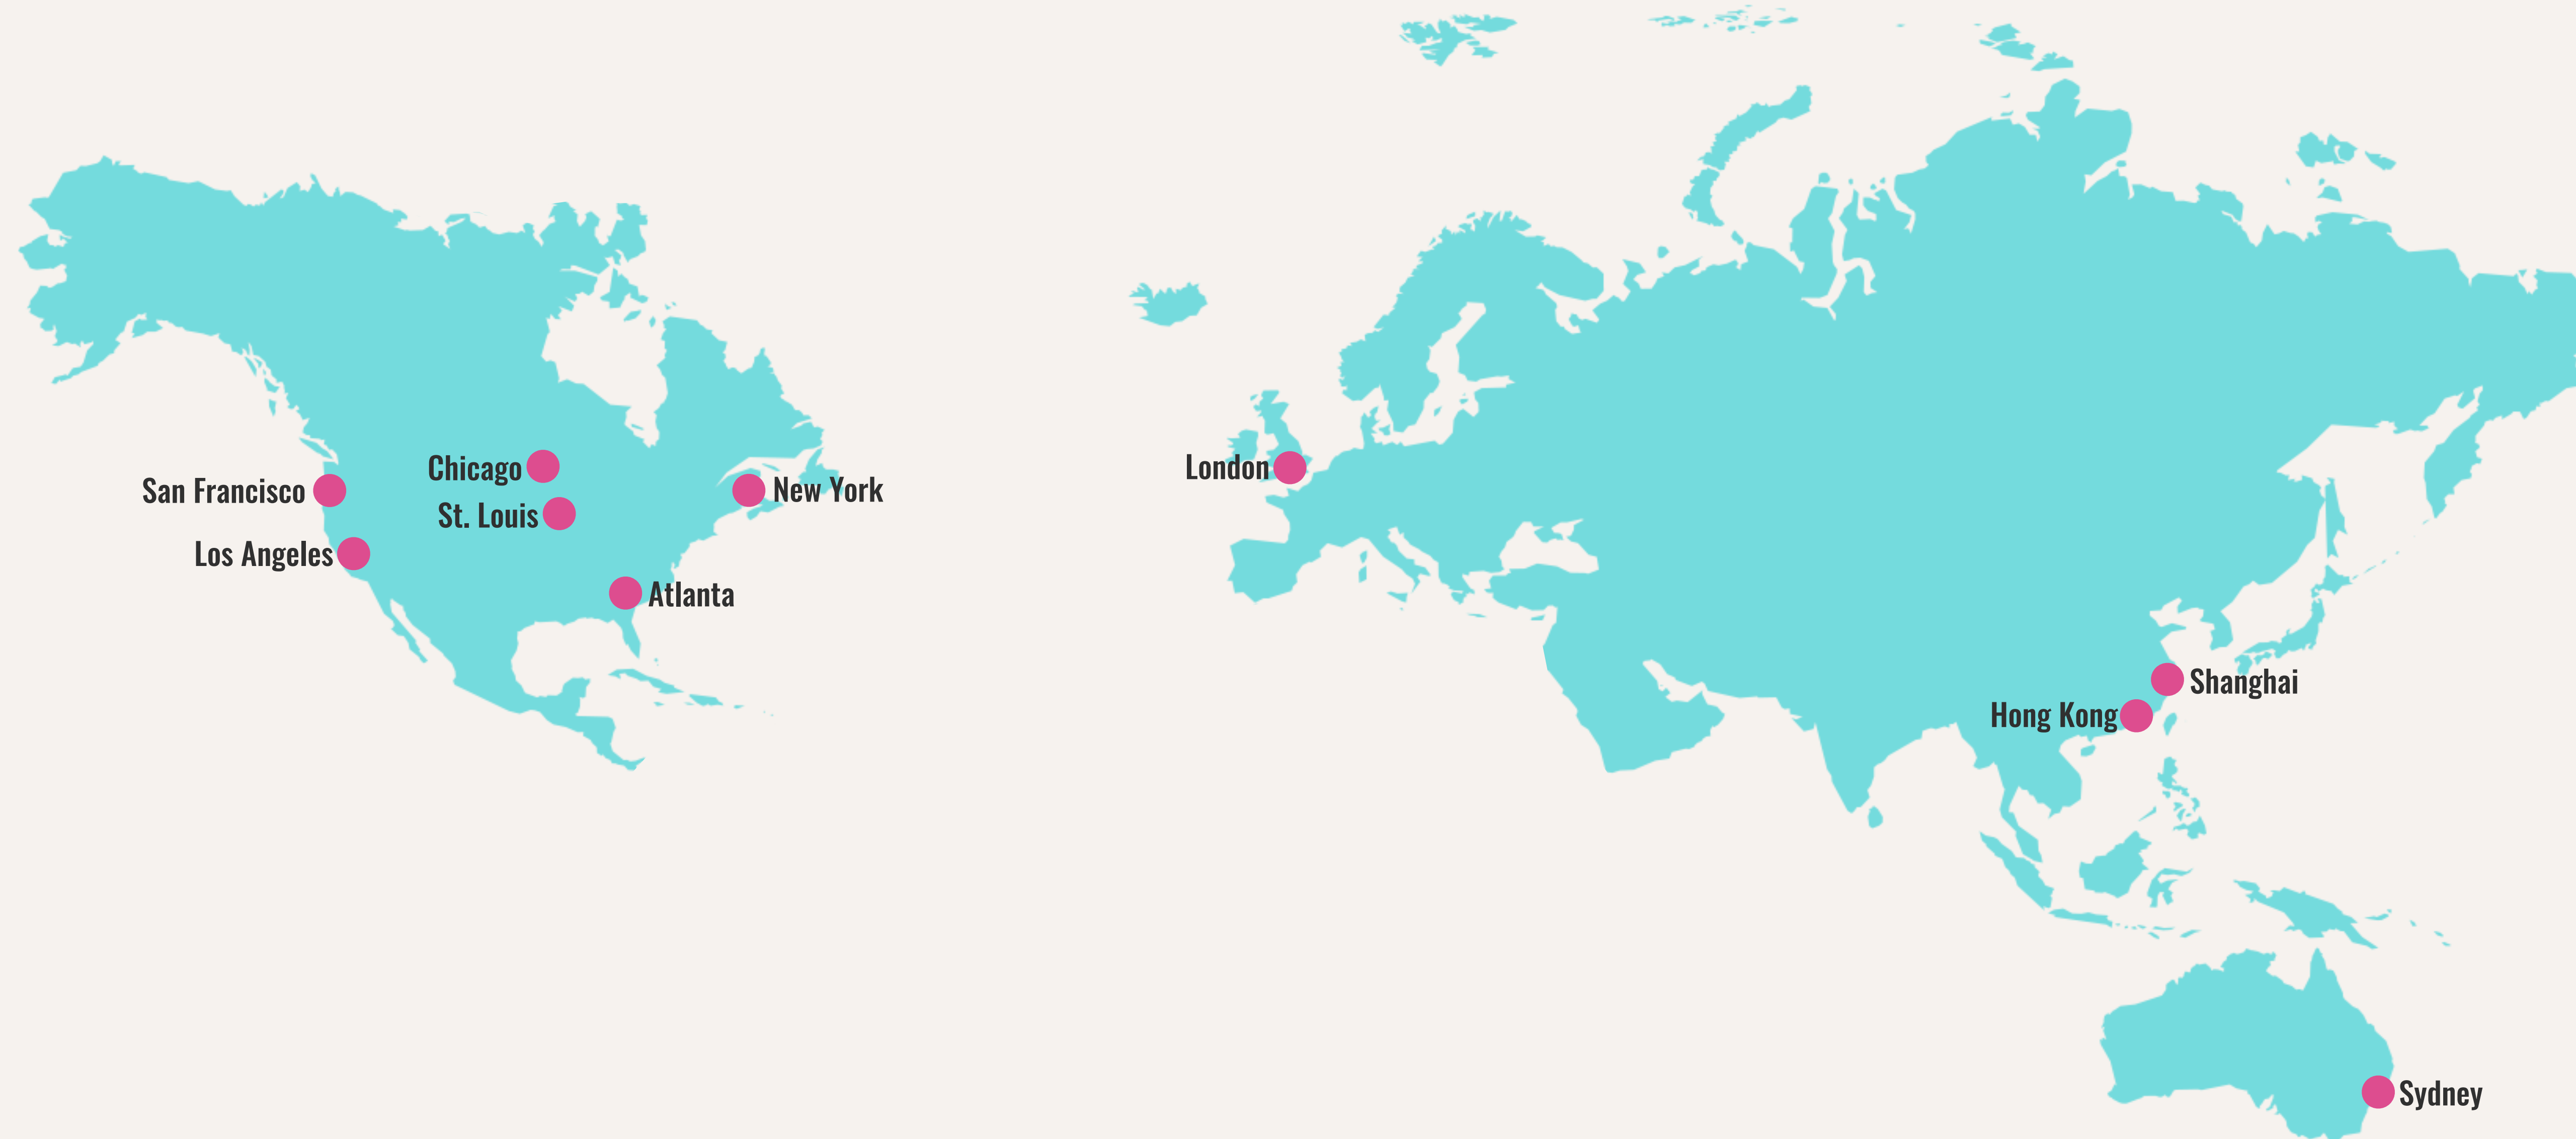 Chicago
San Francisco
New York
London
St. Louis
Los Angeles
Atlanta
Shanghai
Hong Kong
Sydney